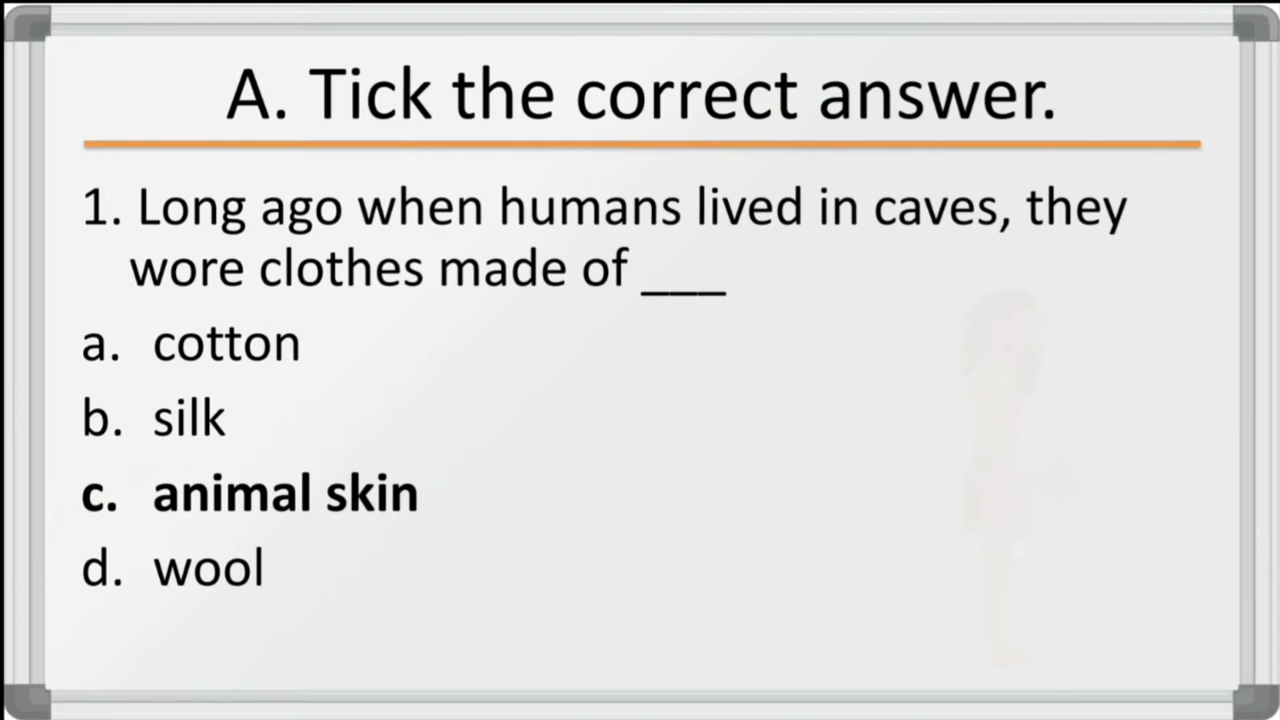 A. Tick the correct answer.
1. Long ago when humans lived in caves, they
wore clothes made of ___
a. cotton
b. silk
c. animal skin
d. wool